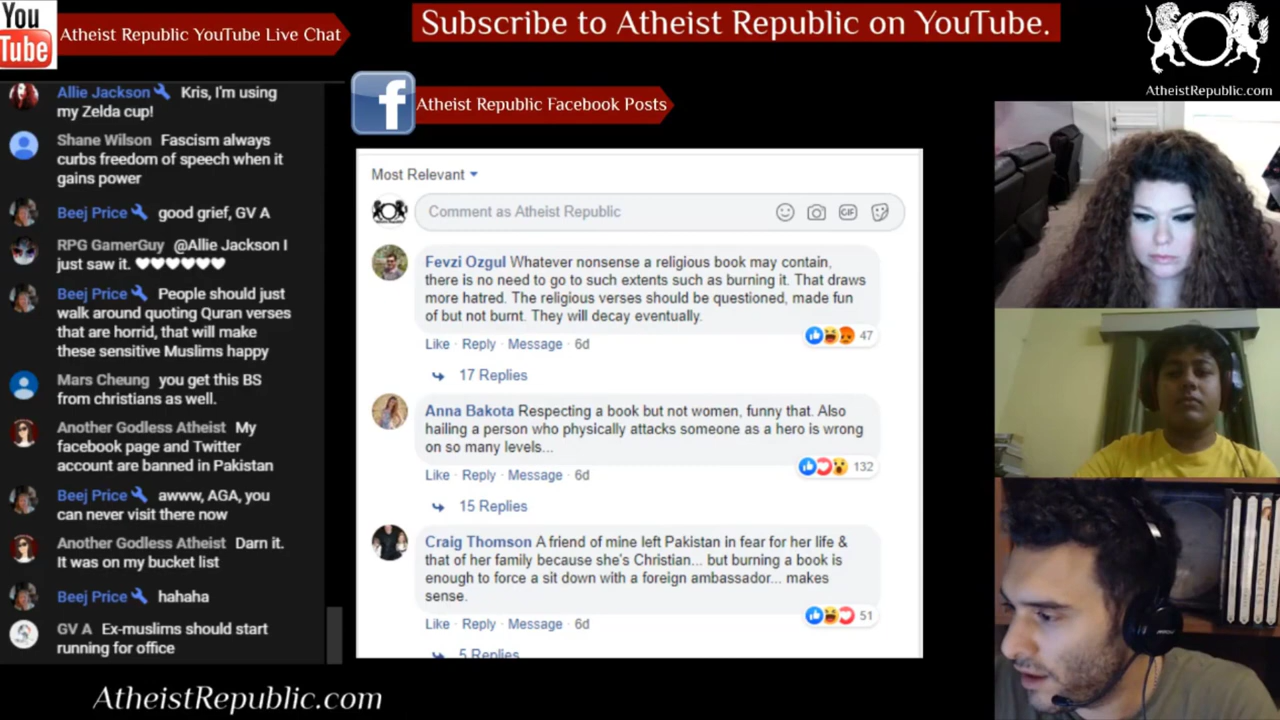 You
Tube
Atheist Republic YouTube Live Chat
Subscribe to Atheist Republic on YouTube.
AtheistRepublic.com
Atheist Republic Facebook Posts
Allie Jackson Kris, I'm using
my Zelda cup!
Shane Wilson Fascism always
curbs freedom of speech when it
gains power
Beej Price good grief, GV A
RPG GamerGuy @Allie Jackson I
just saw it. 🤍🤍🤍🤍🤍🤍
Beej Price People should just
walk around quoting Quran verses
that are horrid, that will make
these sensitive Muslims happy
Mars Cheung you get this BS
from christians as well.
Another Godless Atheist My
facebook page and Twitter
account are banned in Pakistan
Beej Price awww, AGA, you
can never visit there now
Another Godless Atheist Darn it.
It was on my bucket list
Beej Price hahaha
GV A Ex-muslims should start
running for office
Most Relevant
Comment as Atheist Republic
GIF
Fevzi Ozgul Whatever nonsense a religious book may contain,
there is no need to go to such extents such as burning it. That draws
more hatred. The religious verses should be questioned, made fun
of but not burnt. They will decay eventually.
47
Like · Reply · Message · 6d
17 Replies
Anna Bakota Respecting a book but not women, funny that. Also
hailing a person who physically attacks someone as a hero is wrong
on so many levels...
132
Like · Reply · Message · 6d
15 Replies
Craig Thomson A friend of mine left Pakistan in fear for her life &
that of her family because she's Christian... but burning a book is
enough to force a sit down with a foreign ambassador... makes
sense.
51
Like · Reply · Message · 6d
5 Replies
AtheistRepublic.com